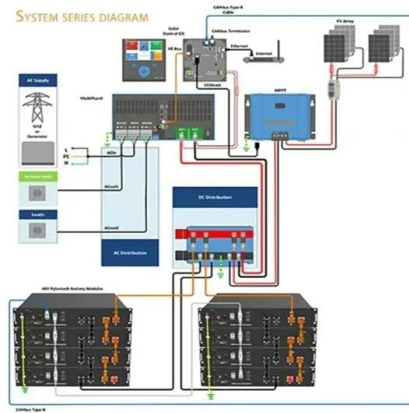 SYSTEM SERIES DIAGRAM
CANbus Type B
Cable
PV Array
Color
Control GX
CANbus Terminator
Ethernet
Internet
VE Bus
VE Direct
AC Supply
Grid
or
Generator
MultiPlus-II
MPPT
L
PE
N
ACin
ACout1
Loads
ACout2
AC Distribution
DC Distribution
48V Pylontech Battery Modules
CANbus Type B